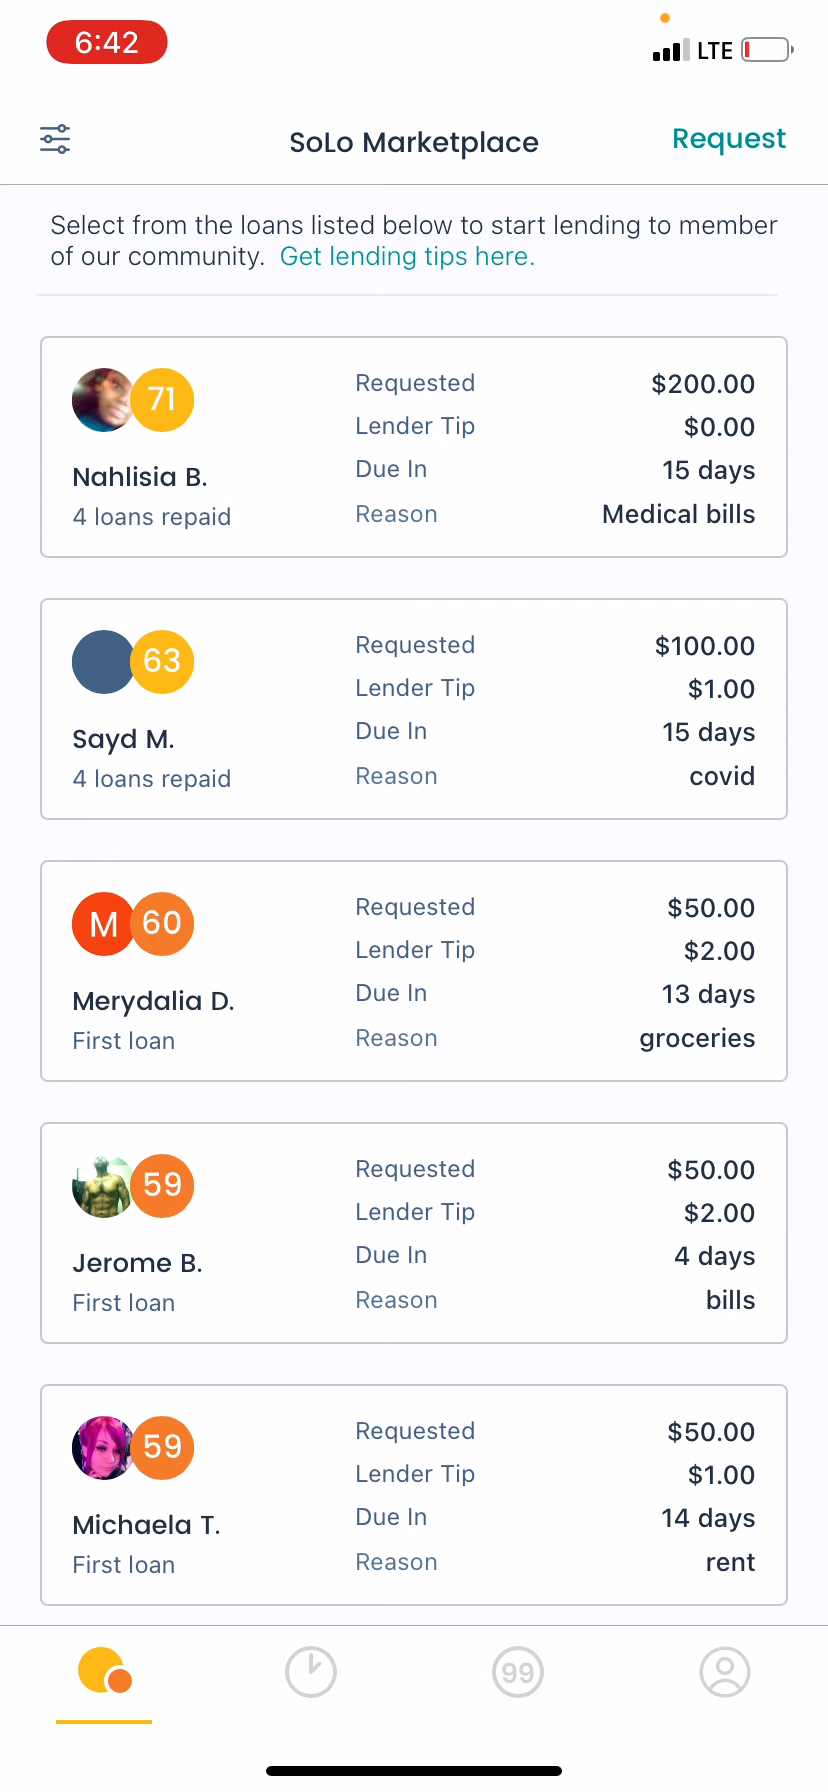 6:42
LTE
SoLo Marketplace
Request
Select from the loans listed below to start lending to member
of our community. Get lending tips here.
71
Nahlisia B.
4 loans repaid
Requested $200.00
Lender Tip $0.00
Due In 15 days
Reason Medical bills
63
Sayd M.
4 loans repaid
Requested $100.00
Lender Tip $1.00
Due In 15 days
Reason covid
M 60
Merydalia D.
First loan
Requested $50.00
Lender Tip $2.00
Due In 13 days
Reason groceries
59
Jerome B.
First loan
Requested $50.00
Lender Tip $2.00
Due In 4 days
Reason bills
59
Michaela T.
First loan
Requested $50.00
Lender Tip $1.00
Due In 14 days
Reason rent
99